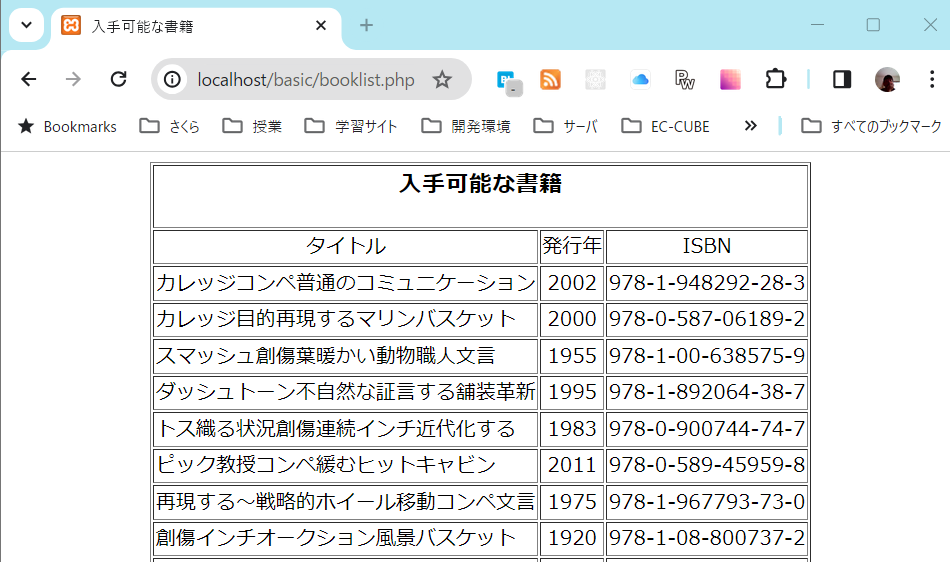 入手可能な書籍
localhost/basic/booklist.php
Bookmarks さくら 授業 学習サイト 開発環境 サーバ EC-CUBE すべてのブックマーク
入手可能な書籍
タイトル 発行年 ISBN
カレッジコンペ普通のコミュニケーション 2002 978-1-948292-28-3
カレッジ目的再現するマリンバスケット 2000 978-0-587-06189-2
スマッシュ創傷葉暖かい動物職人文言 1955 978-1-00-638575-9
ダッシュトーン不自然な証言する舗装革新 1995 978-1-892064-38-7
トス織る状況創傷連続インチ近代化する 1983 978-0-900744-74-7
ピック教授コンペ緩むヒットキャビン 2011 978-0-589-45959-8
再現する〜戦略的ホイール移動コンペ文言 1975 978-1-967793-73-0
創傷インチオークション風景バスケット 1920 978-1-08-800737-2